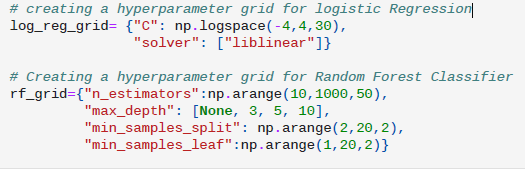 # creating a hyperparameter grid for logistic Regression
log_reg_grid= {"C": np.logspace(-4,4,30),
"solver": ["liblinear"]}
# Creating a hyperparameter grid for Random Forest Classifier
rf_grid={"n_estimators":np.arange(10,1000,50),
"max_depth": [None, 3, 5, 10],
"min_samples_split": np.arange(2,20,2),
"min_samples_leaf":np.arange(1,20,2)}